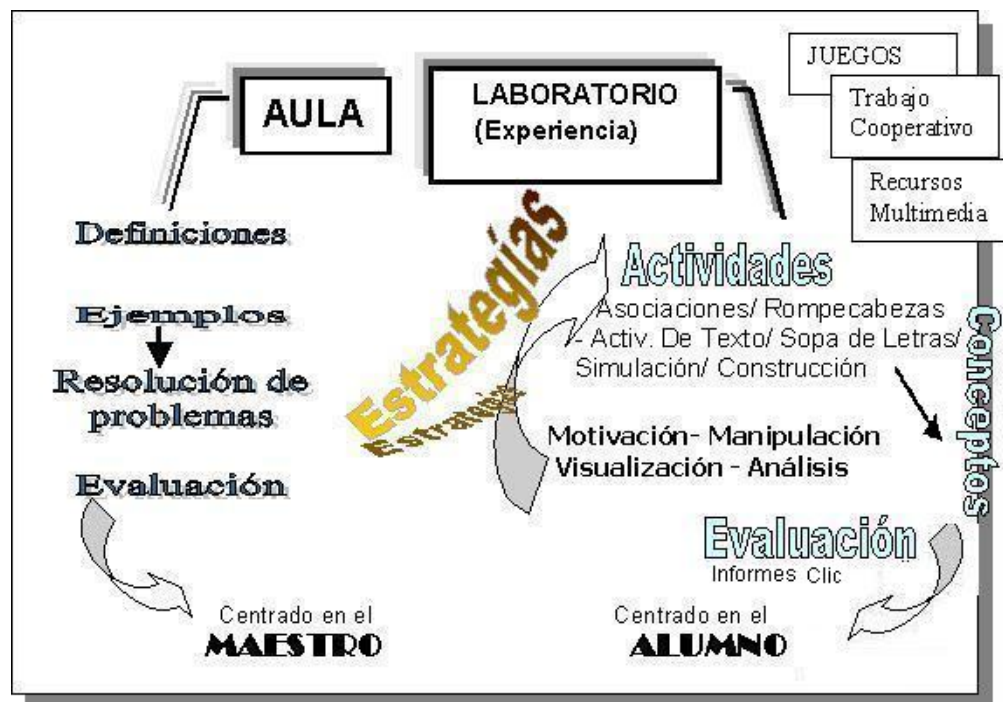 AULA
Definiciones
Ejemplos
Resolución de
problemas
Evaluación
Centrado en el
MAESTRO
LABORATORIO
(Experiencia)
Estrategías
JUEGOS
Trabajo
Cooperativo
Recursos
Multimedia
Actividades
Asociaciones/ Rompecabezas
- Activ. De Texto/ Sopa de Letras/
Simulación/ Construcción
Motivación- Manipulación
Visualización - Análisis
Conceptos
Evaluación
Informes Clic
Centrado en el
ALUMNO